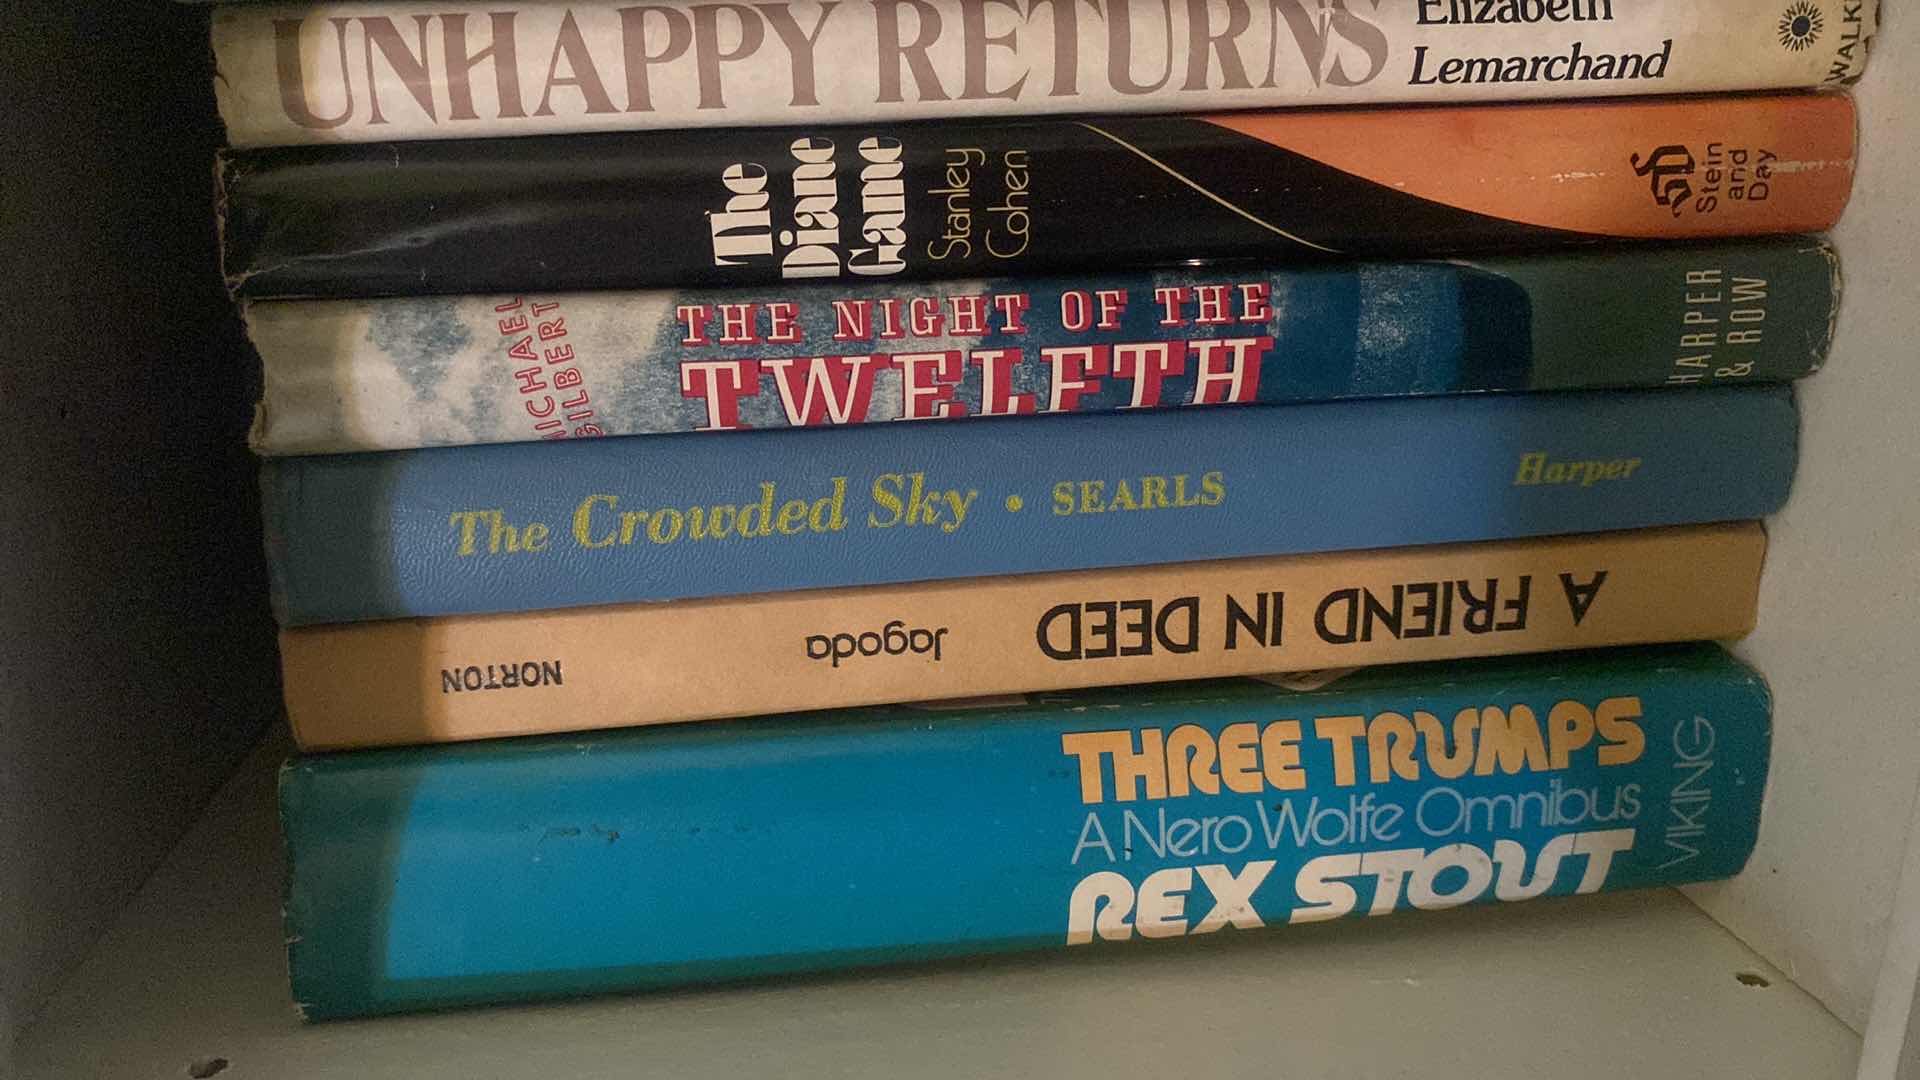 UNHAPPY RETURNS
Elizabeth
Lemarchand
WALK
The
Diane
Game
Stanley
Cohen
SD
Stein
and
Day
MICHAEL
GILBERT
THE NIGHT OF THE
TWELFTH
HARPER
& ROW
The Crowded Sky • SEARLS
Harper
A FRIEND IN DEED
Jagoda
NORTON
THREE TRUMPS
A Nero Wolfe Omnibus
REX STOUT
VIKING